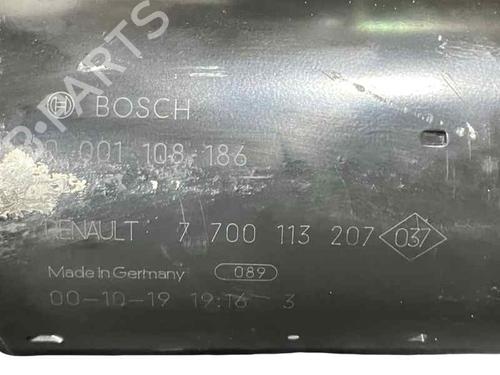 BOSCH
0 001 108 186
RENAULT 7 700 113 207 037
Made in Germany 089
00-10-19 19:16 3